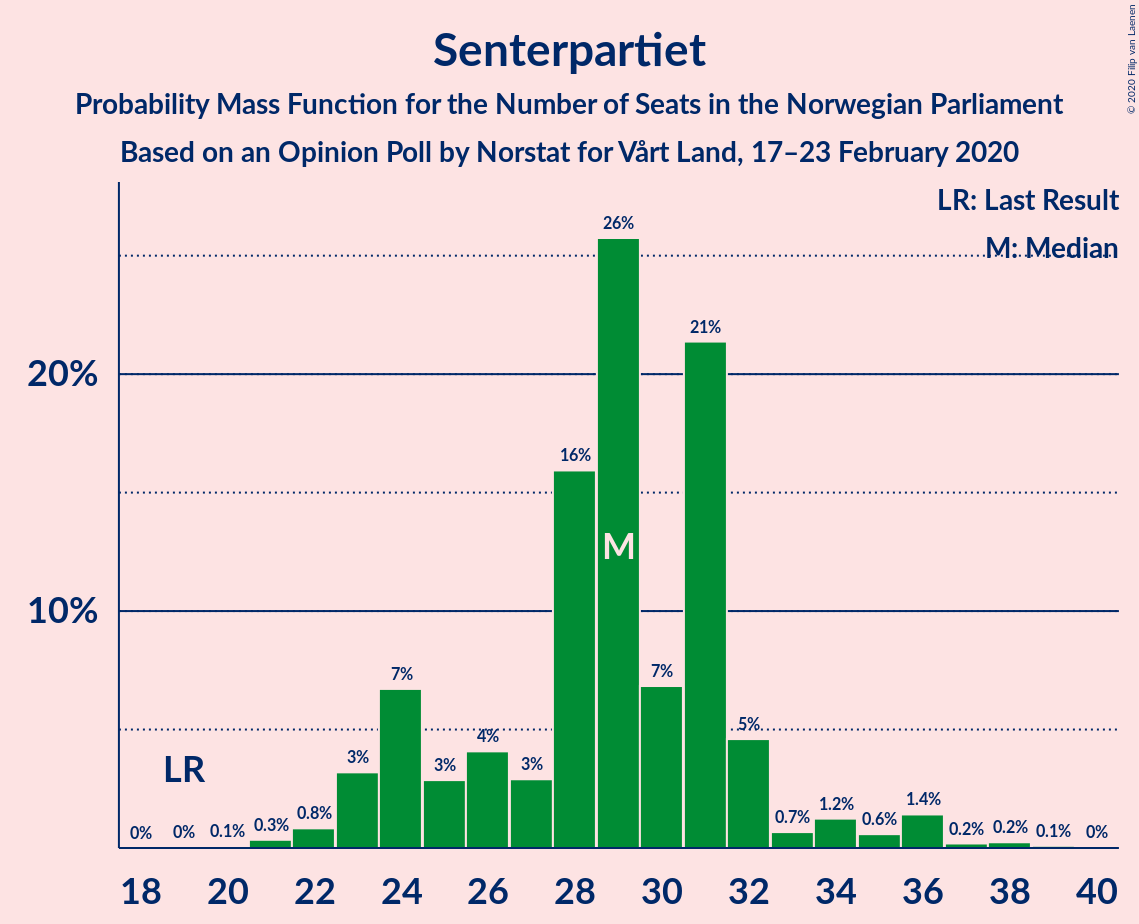 Senterpartiet
Probability Mass Function for the Number of Seats in the Norwegian Parliament
Based on an Opinion Poll by Norstat for Vårt Land, 17–23 February 2020
© 2020 Filip van Laenen
LR: Last Result
M: Median
20%
10%
0%
0%
0.1%
0.3%
0.8%
3%
7%
3%
4%
3%
16%
26%
7%
21%
5%
0.7%
1.2%
0.6%
1.4%
0.2%
0.2%
0.1%
0%
LR
M
18 20 22 24 26 28 30 32 34 36 38 40